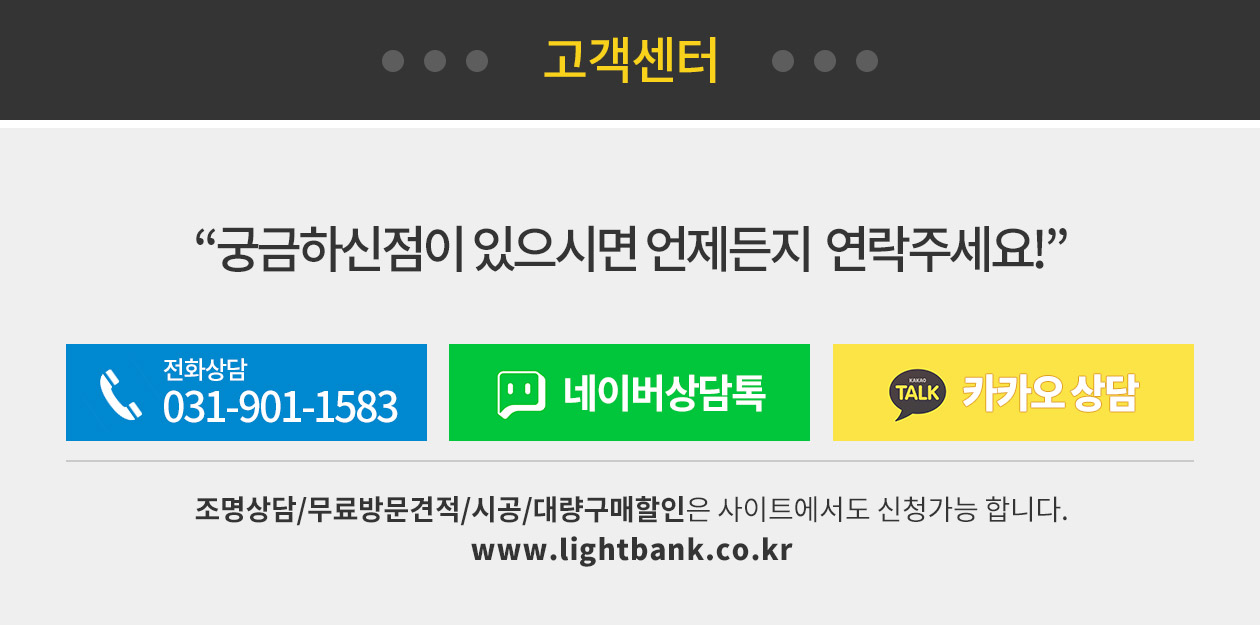 고객센터
“궁금하신점이 있으시면 언제든지 연락주세요!”
전화상담
031-901-1583
네이버상담톡
KAKAO
TALK
카카오 상담
조명상담/무료방문견적/시공/대량구매할인은 사이트에서도 신청가능 합니다.
www.lightbank.co.kr